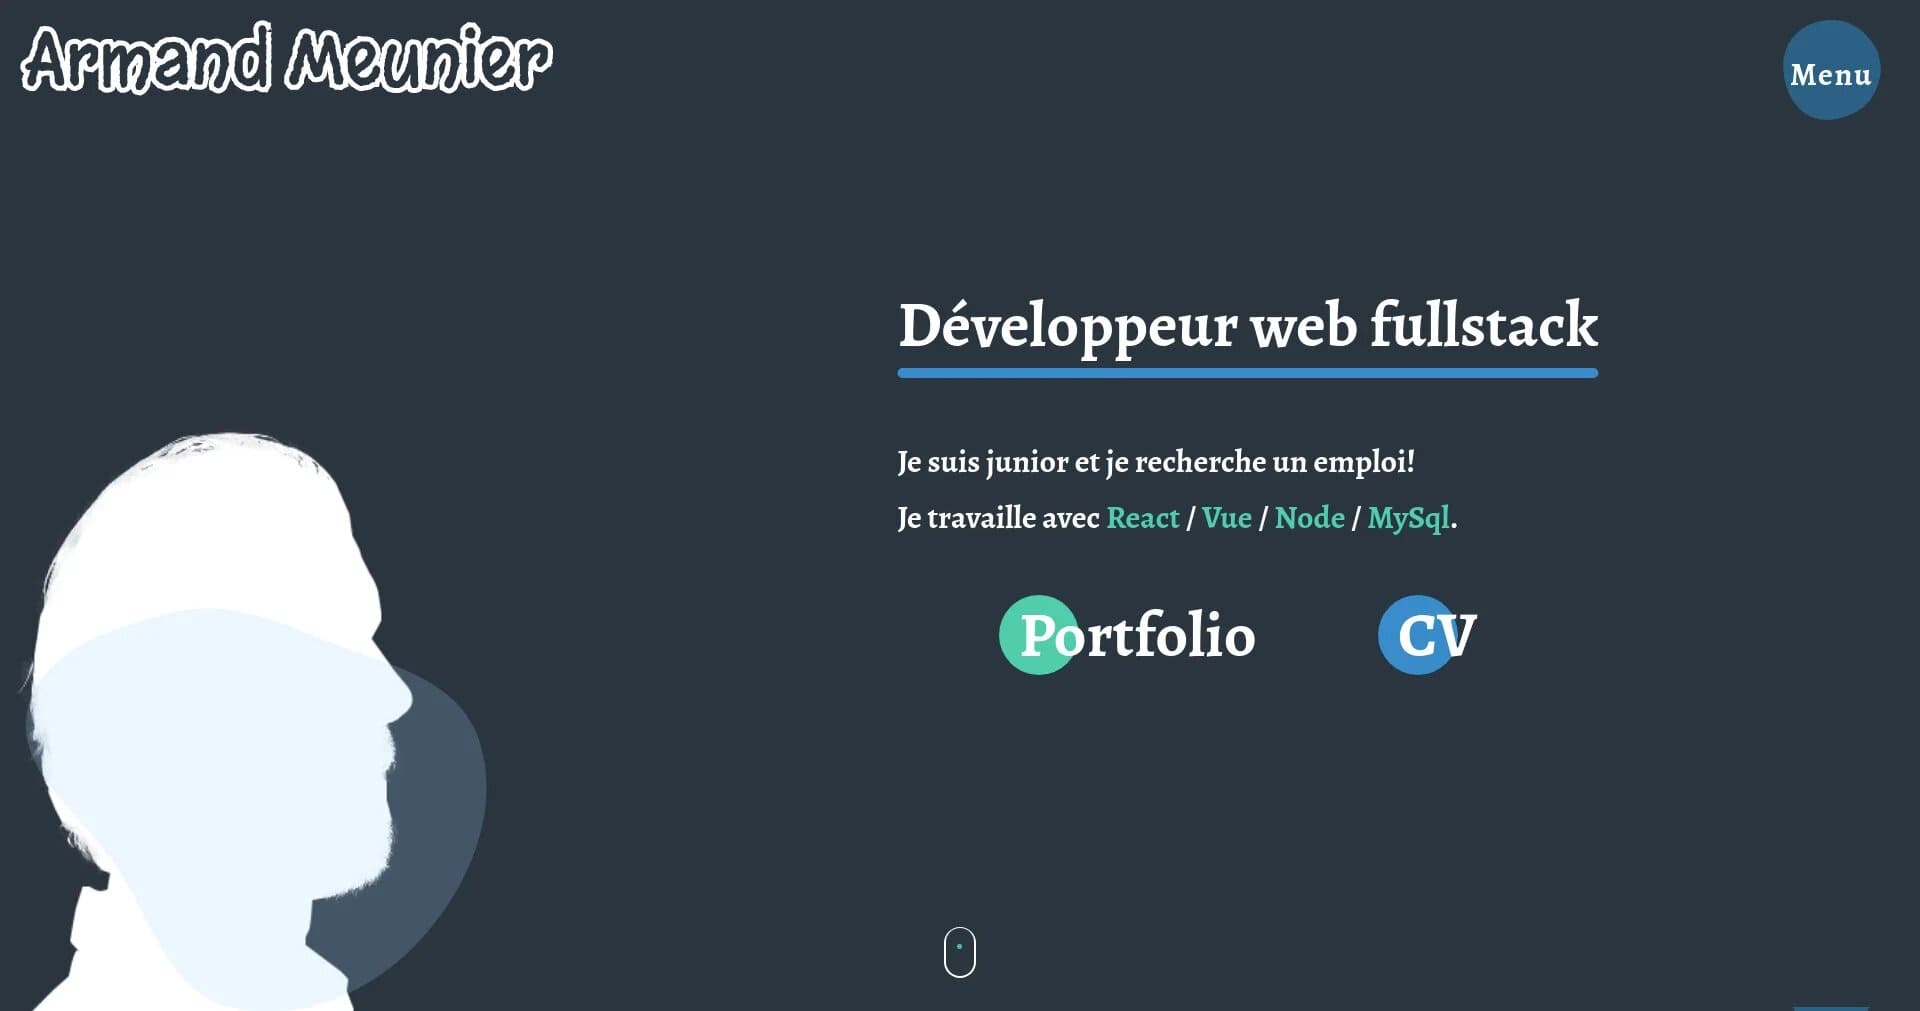 Armand Meunier
Menu
Développeur web fullstack
Je suis junior et je recherche un emploi!
Je travaille avec React / Vue / Node / MySql.
Portfolio
CV